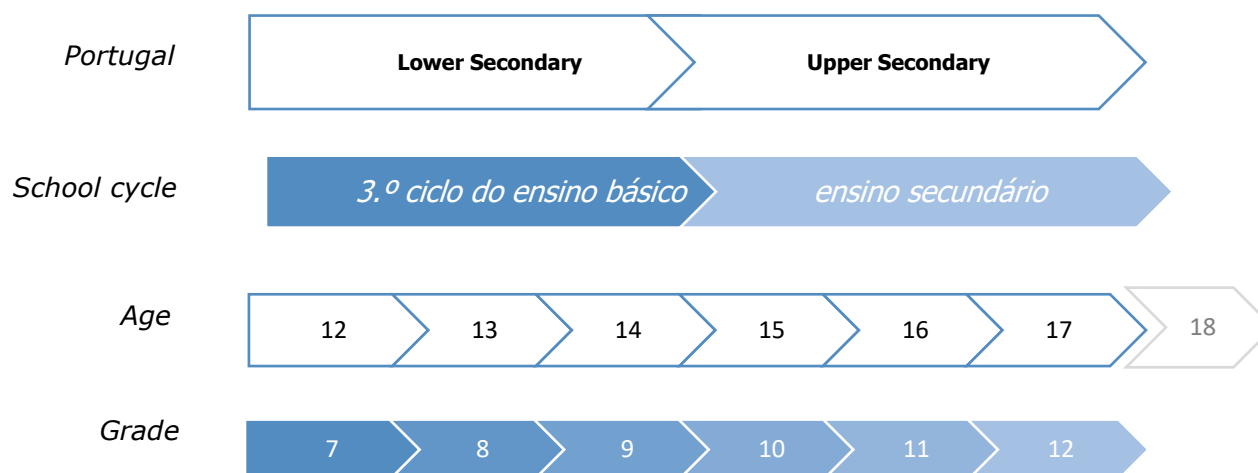 Portugal Lower Secondary Upper Secondary
School cycle 3.º ciclo do ensino básico ensino secundário
Age 12 13 14 15 16 17 18
Grade 7 8 9 10 11 12